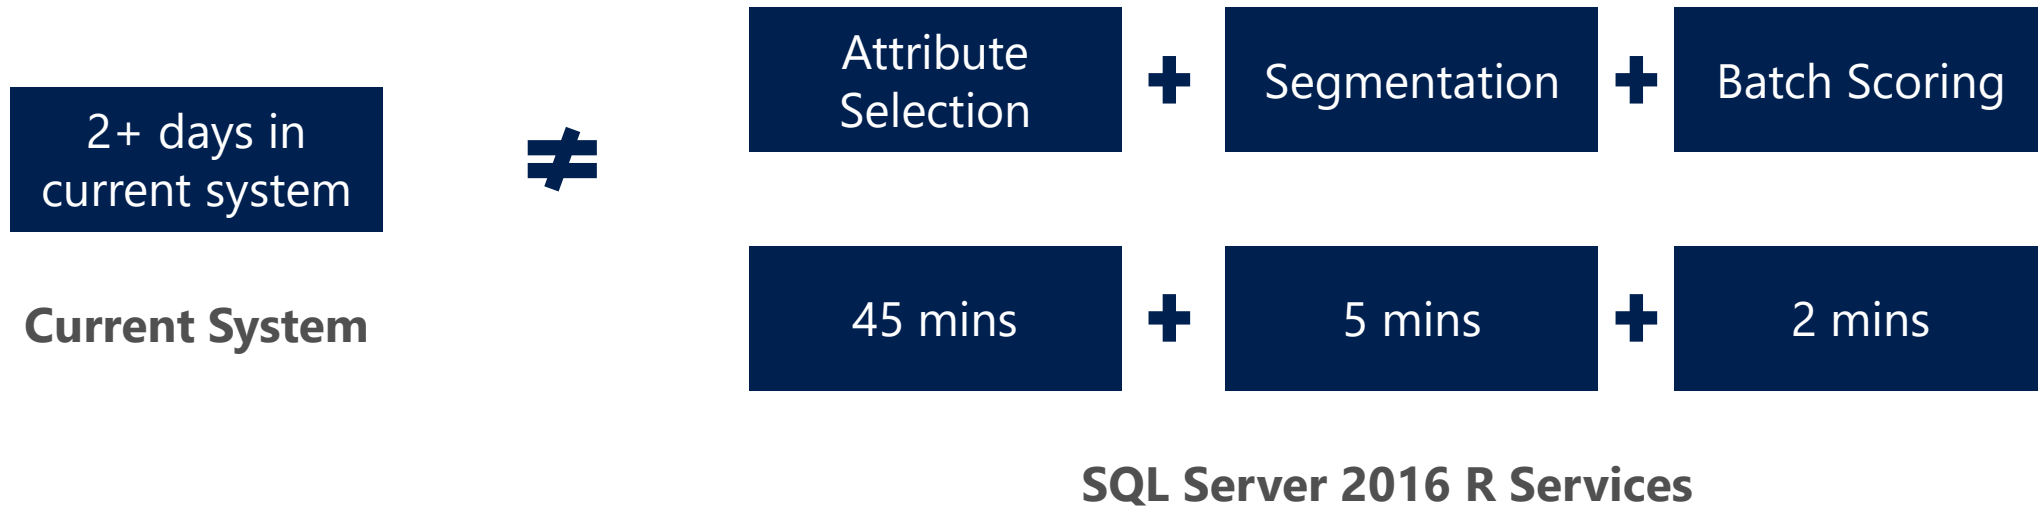 2+ days in
current system
Current System
≠
Attribute
Selection
+
Segmentation
+
Batch Scoring
45 mins
+
5 mins
+
2 mins
SQL Server 2016 R Services